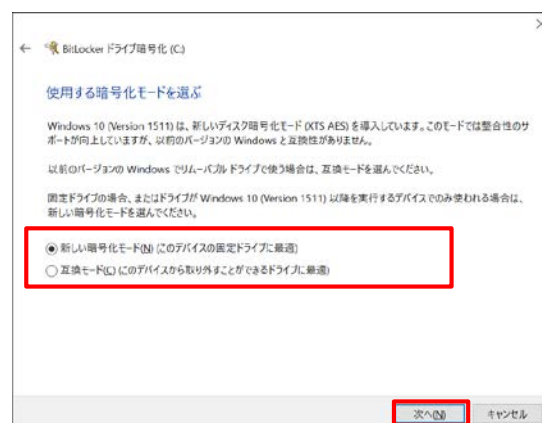 BitLocker ドライブ暗号化 (C:)
使用する暗号化モードを選ぶ
Windows 10 (Version 1511) は、新しいディスク暗号化モード (XTS AES) を導入しています。このモードでは整合性のサ
ポートが向上していますが、以前のバージョンの Windows と互換性がありません。
以前のバージョンの Windows でリムーバブル ドライブで使う場合は、互換モードを選んでください。
固定ドライブの場合、またはドライブが Windows 10 (Version 1511) 以降を実行するデバイスでのみ使われる場合は、
新しい暗号化モードを選んでください。
新しい暗号化モード(N) (このデバイスの固定ドライブに最適)
互換モード(C) (このデバイスから取り外すことができるドライブに最適)
次へ(N) キャンセル